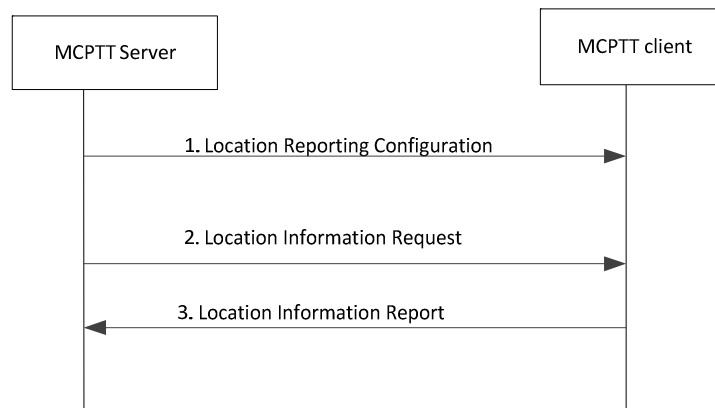 MCPTT Server
MCPTT client
1. Location Reporting Configuration
2. Location Information Request
3. Location Information Report